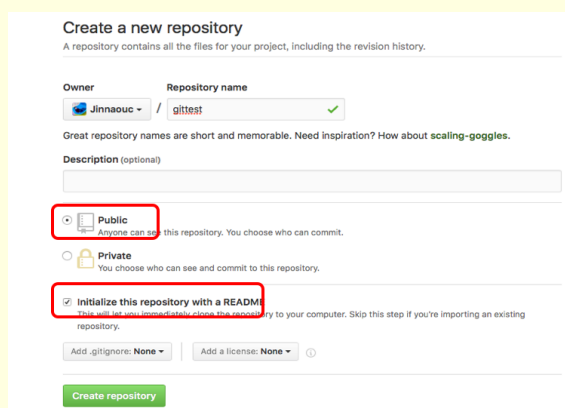 Create a new repository
A repository contains all the files for your project, including the revision history.
Owner Repository name
Jinnaouc / gittest
Great repository names are short and memorable. Need inspiration? How about scaling-goggles.
Description (optional)
Public
Anyone can see this repository. You choose who can commit.
Private
You choose who can see and commit to this repository.
Initialize this repository with a README
This will let you immediately clone the repository to your computer. Skip this step if you're importing an existing
repository.
Add .gitignore: None Add a license: None
Create repository